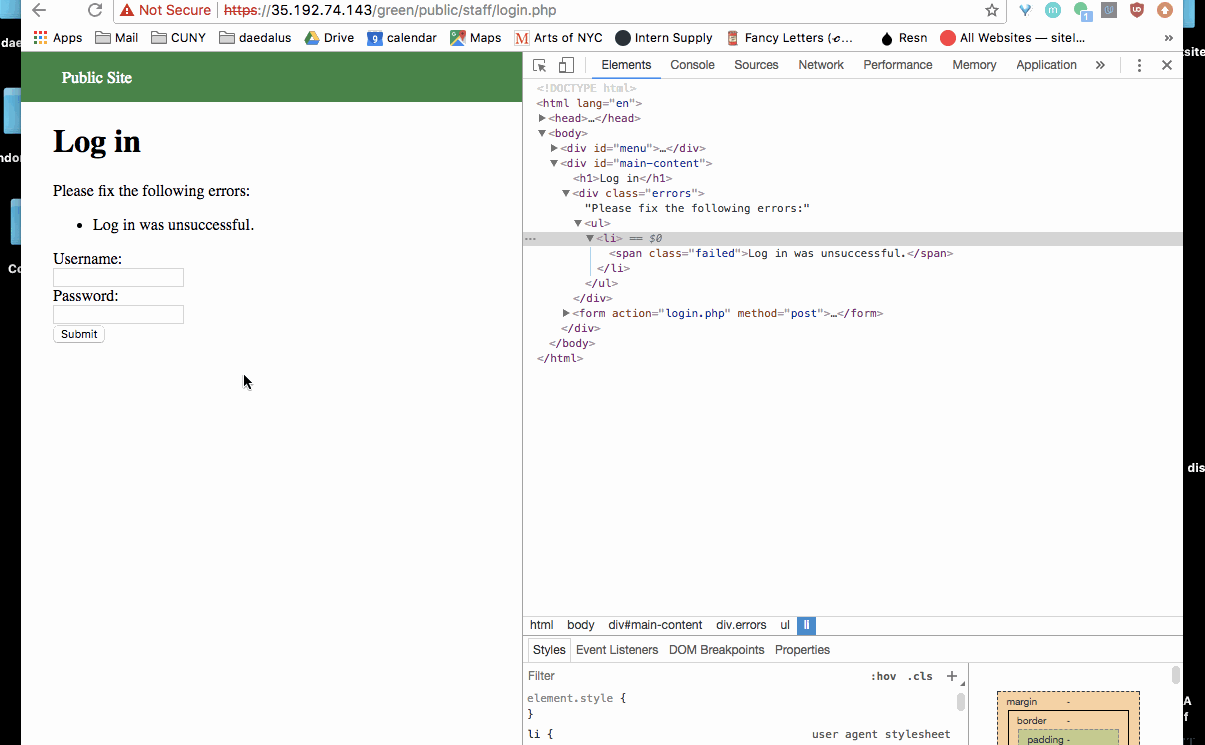 Not Secure | https://35.192.74.143/green/public/staff/login.php
Apps Mail CUNY daedalus Drive calendar Maps Arts of NYC Intern Supply Fancy Letters (𝓮… Resn All Websites — sitel… »
Public Site
Log in
Please fix the following errors:
• Log in was unsuccessful.
Username:
Password:
Submit
Elements Console Sources Network Performance Memory Application »
<!DOCTYPE html>
<html lang="en">
▶<head>…</head>
▼<body>
▶<div id="menu">…</div>
▼<div id="main-content">
<h1>Log in</h1>
▼<div class="errors">
"Please fix the following errors:"
▼<ul>
… ▼<li> == $0
<span class="failed">Log in was unsuccessful.</span>
</li>
</ul>
</div>
▶<form action="login.php" method="post">…</form>
</div>
</body>
</html>
html body div#main-content div.errors ul li
Styles Event Listeners DOM Breakpoints Properties
Filter :hov .cls +
element.style {
}
li { user agent stylesheet
margin -
border -
padding -